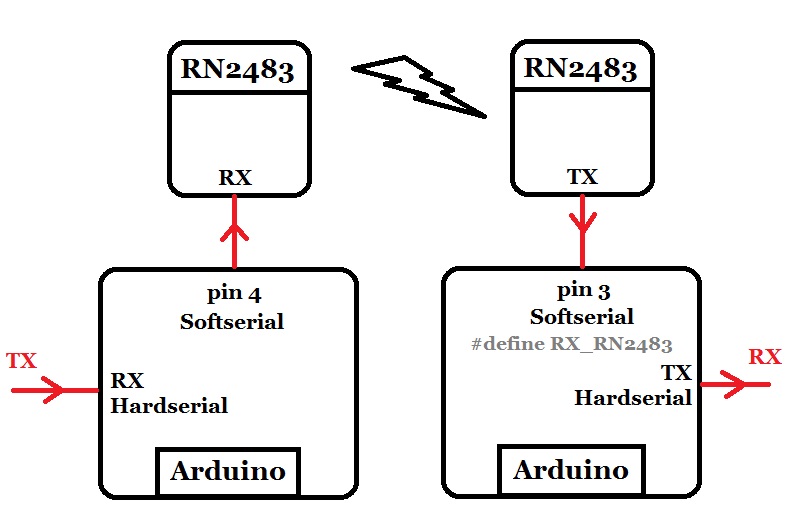 RN2483
RX
pin 4
Softserial
TX
RX
Hardserial
Arduino
RN2483
TX
pin 3
Softserial
#define RX_RN2483
TX
Hardserial
RX
Arduino